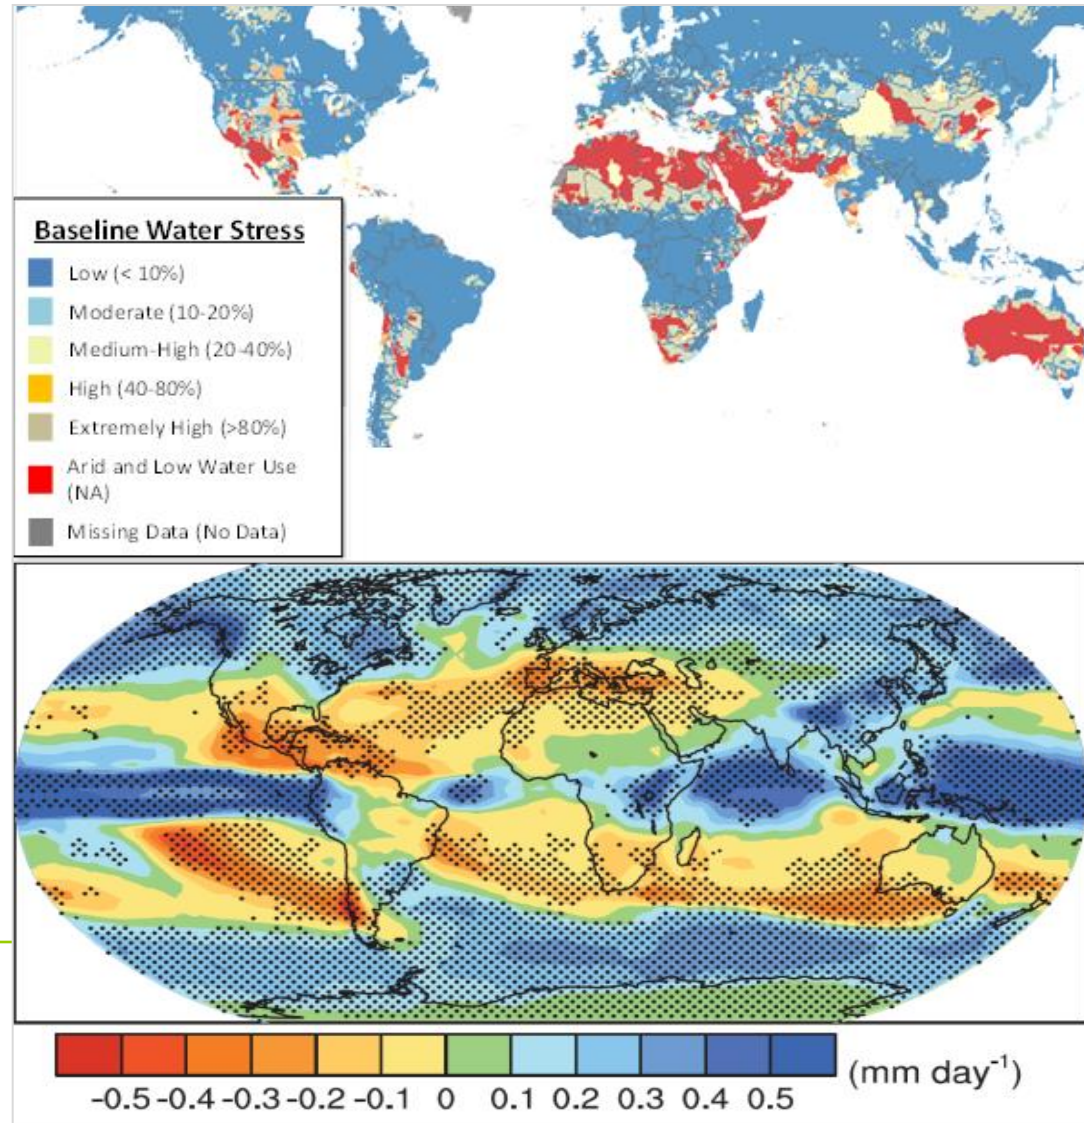 Baseline Water Stress
Low (< 10%)
Moderate (10-20%)
Medium-High (20-40%)
High (40-80%)
Extremely High (>80%)
Arid and Low Water Use
(NA)
Missing Data (No Data)
(mm day⁻¹)
-0.5 -0.4 -0.3 -0.2 -0.1 0 0.1 0.2 0.3 0.4 0.5